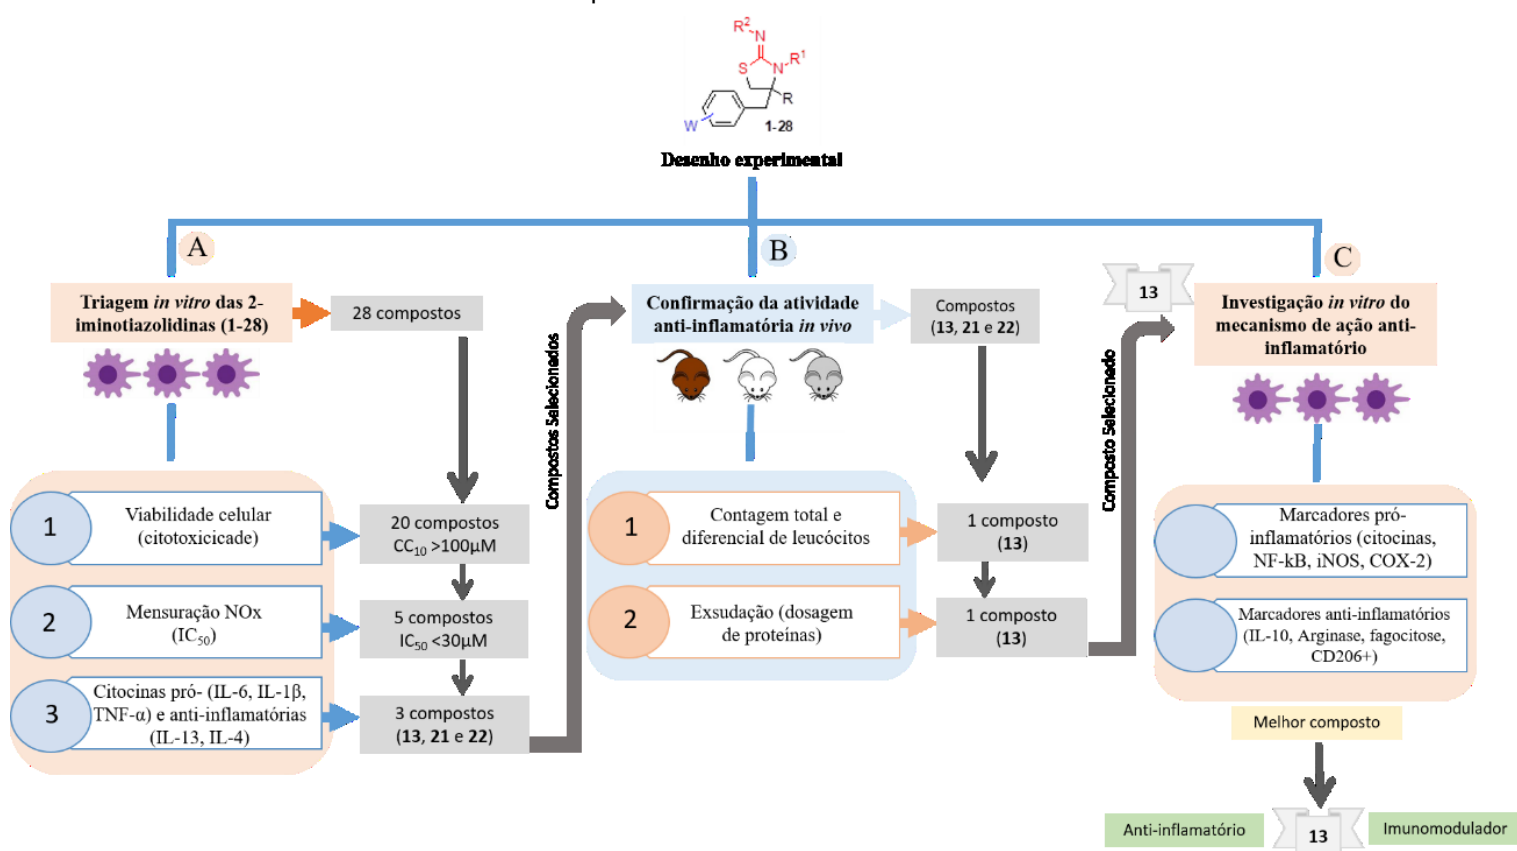 R²
N
S
N
R¹
R
W
1-28
Desenho experimental
A
Triagem in vitro das 2-
iminotiazolidinas (1-28)
28 compostos
1
Viabilidade celular
(citotoxicicade)
20 compostos
CC₁₀ >100µM
2
Mensuração NOx
(IC₅₀)
5 compostos
IC₅₀ <30µM
3
Citocinas pró- (IL-6, IL-1β,
TNF-α) e anti-inflamatórias
(IL-13, IL-4)
3 compostos
(13, 21 e 22)
Compostos Selecionados
B
Confirmação da atividade
anti-inflamatória in vivo
Compostos
(13, 21 e 22)
1
Contagem total e
diferencial de leucócitos
1 composto
(13)
2
Exsudação (dosagem
de proteínas)
1 composto
(13)
Composto Selecionado
C
13
Investigação in vitro do
mecanismo de ação anti-
inflamatório
Marcadores pró-
inflamatórios (citocinas,
NF-kB, iNOS, COX-2)
Marcadores anti-inflamatórios
(IL-10, Arginase, fagocitose,
CD206+)
Melhor composto
Anti-inflamatório
13
Imunomodulador